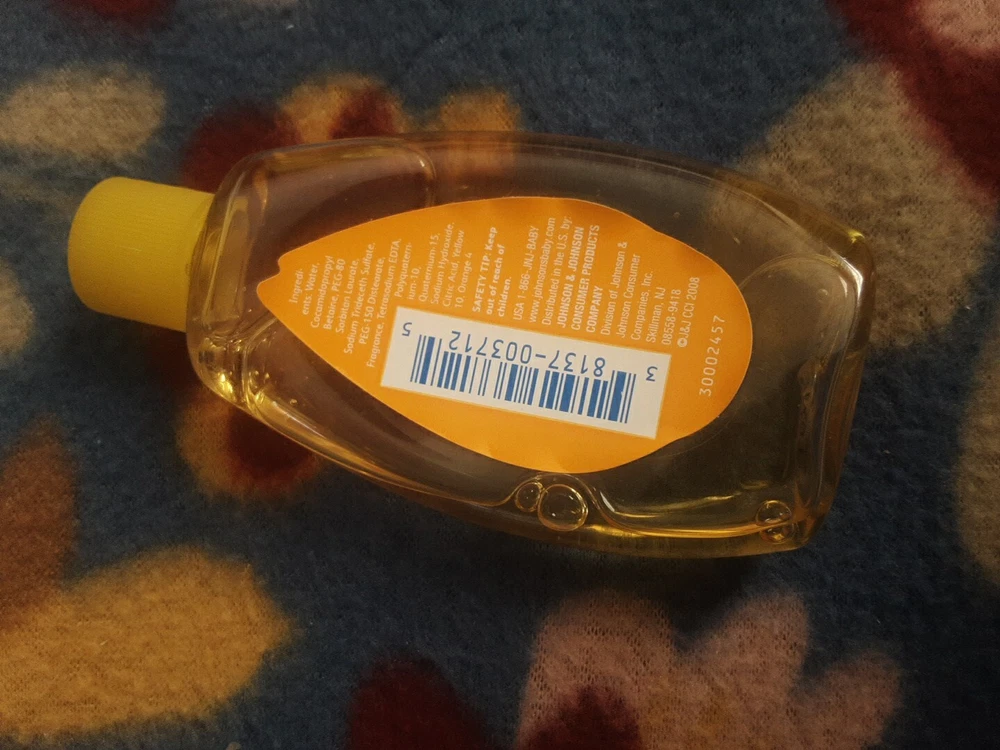 Ingredi-
ents: Water,
Cocamidopropyl
Betaine, PEG-80
Sorbitan Laurate,
Sodium Trideceth Sulfate,
PEG-150 Distearate,
Fragrance, Tetrasodium EDTA,
Polyquatern-
ium-10,
Quaternium-15,
Sodium Hydroxide,
Citric Acid, Yellow
10, Orange 4
SAFETY TIP: Keep
out of reach of
children.
USA 1-866-JNJ-BABY
www.johnsonsbaby.com
Distributed in the U.S. by:
JOHNSON & JOHNSON
CONSUMER PRODUCTS
COMPANY
Division of Johnson &
Johnson Consumer
Companies, Inc.
Skillman, NJ
08558-9418
©J&J CCI 2008
30002457
3 8137-003712 5